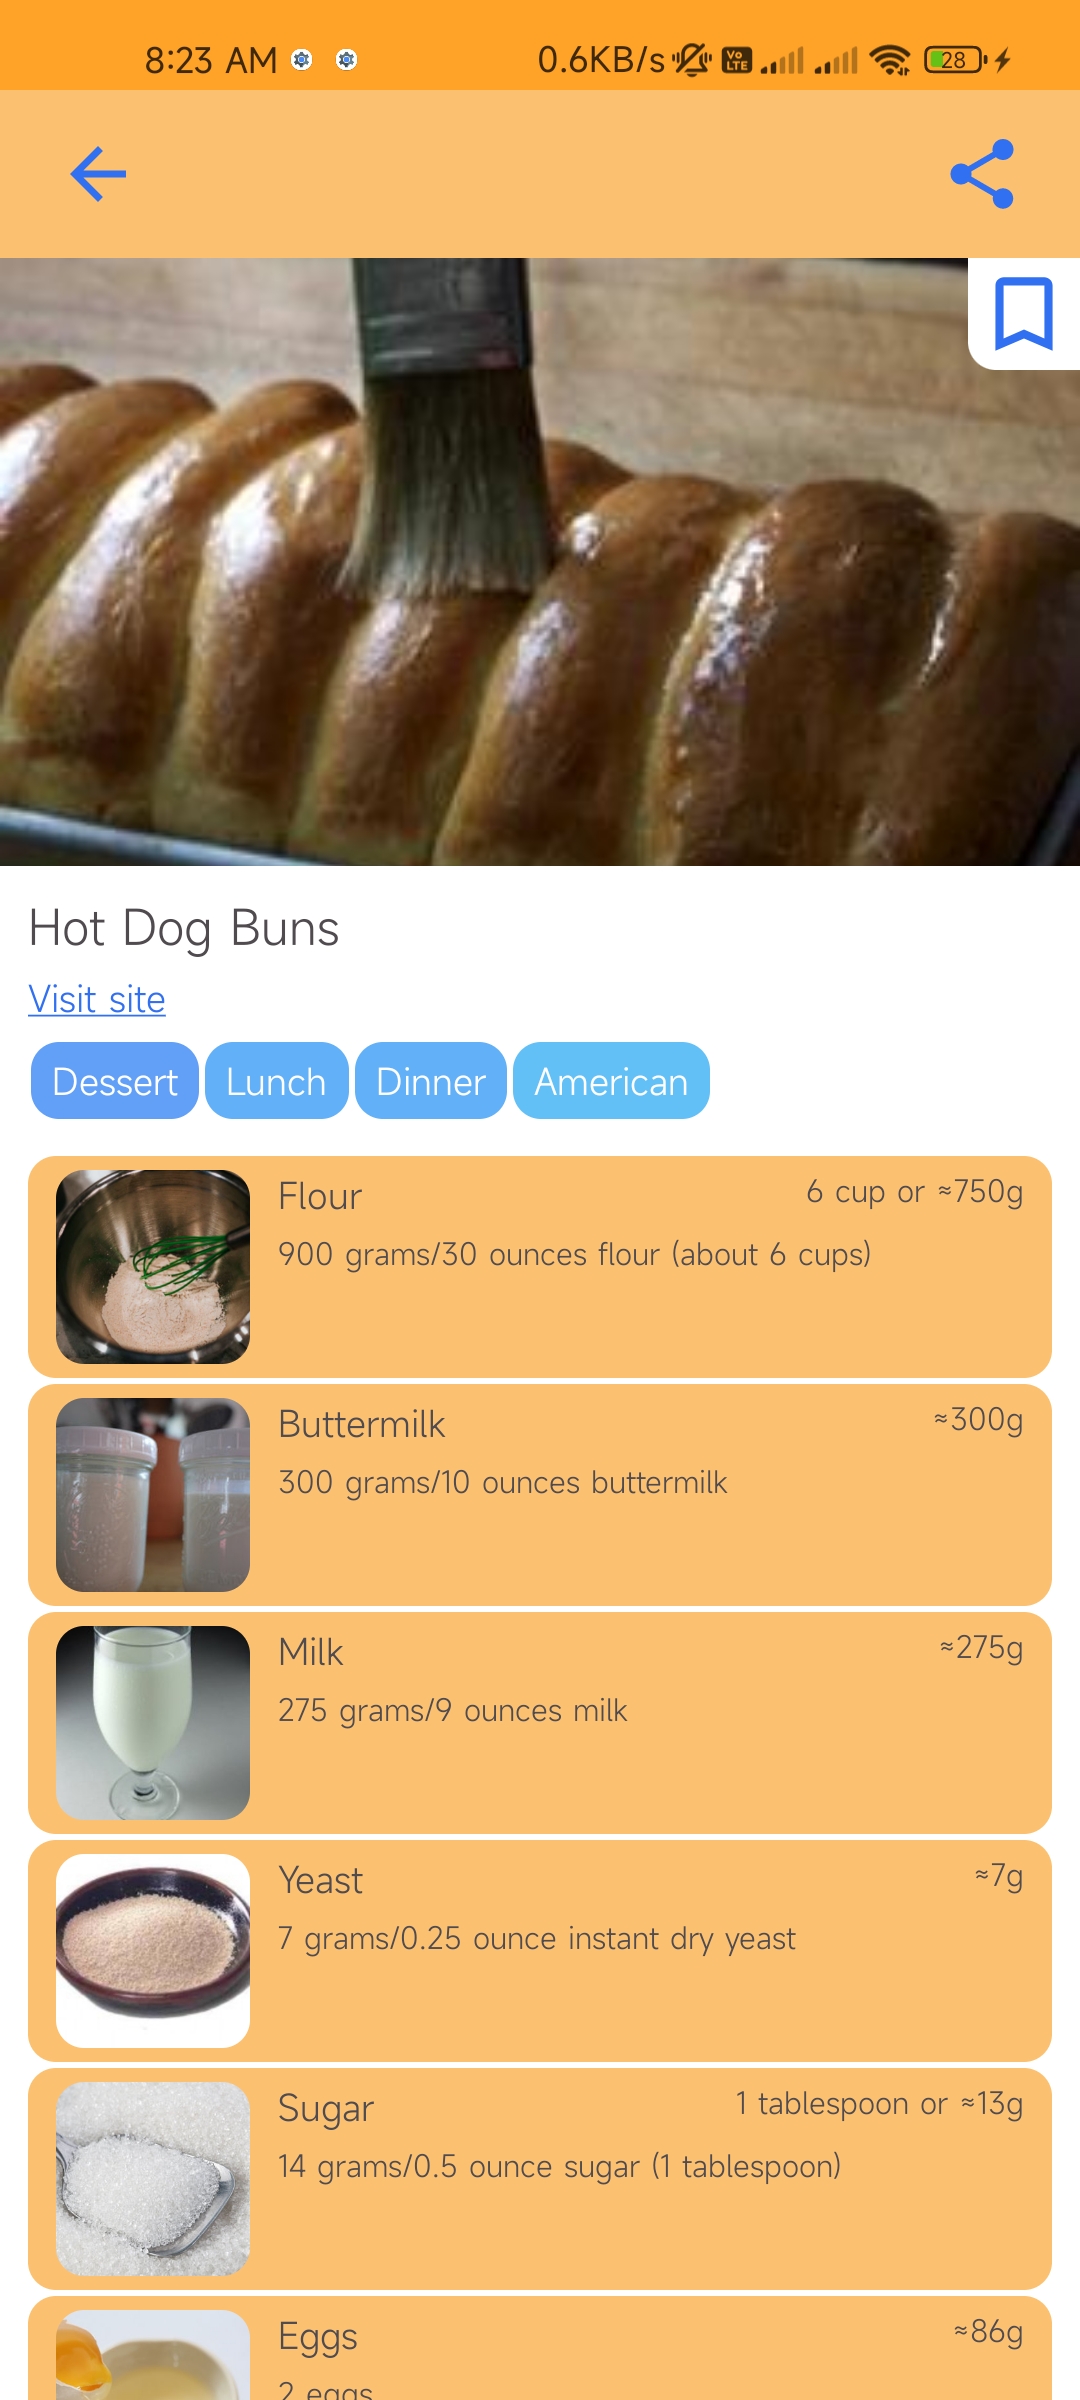 8:23 AM 0.6KB/s Vo LTE 28
Hot Dog Buns
Visit site
Dessert Lunch Dinner American
Flour 6 cup or ≈750g
900 grams/30 ounces flour (about 6 cups)
Buttermilk ≈300g
300 grams/10 ounces buttermilk
Milk ≈275g
275 grams/9 ounces milk
Yeast ≈7g
7 grams/0.25 ounce instant dry yeast
Sugar 1 tablespoon or ≈13g
14 grams/0.5 ounce sugar (1 tablespoon)
Eggs ≈86g
2 eggs